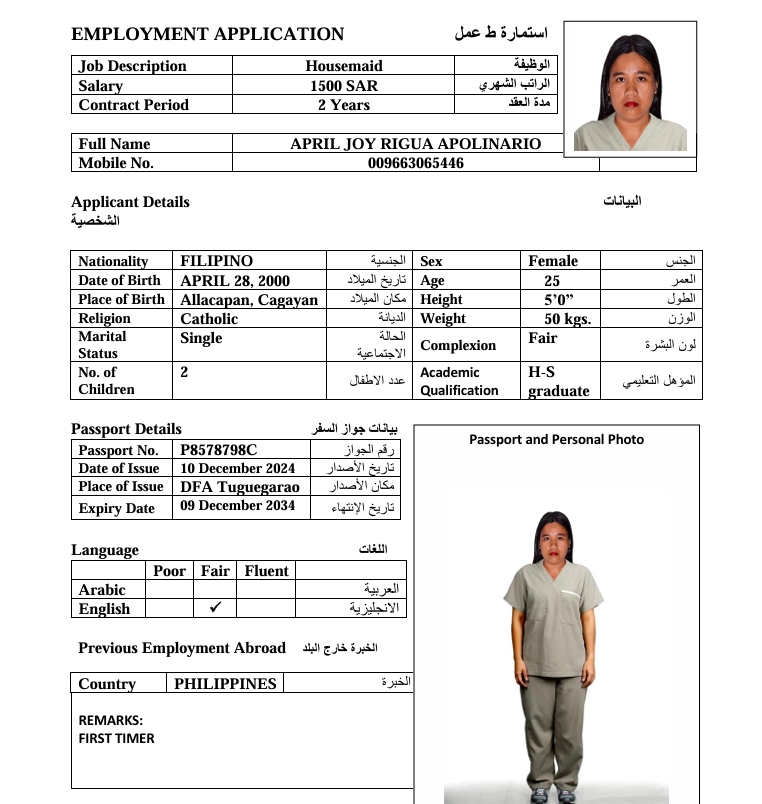 EMPLOYMENT APPLICATION استمارة ط عمل
Job Description Housemaid الوظيفة
Salary 1500 SAR الراتب الشهري
Contract Period 2 Years مدة العقد
Full Name APRIL JOY RIGUA APOLINARIO
Mobile No. 009663065446
Applicant Details البيانات
الشخصية
Nationality FILIPINO الجنسية Sex Female الجنس
Date of Birth APRIL 28, 2000 تاريخ الميلاد Age 25 العمر
Place of Birth Allacapan, Cagayan مكان الميلاد Height 5’0” الطول
Religion Catholic الديانة Weight 50 kgs. الوزن
Marital Status Single الحالة الاجتماعية Complexion Fair لون البشرة
No. of Children 2 عدد الاطفال Academic Qualification H-S graduate المؤهل التعليمي
Passport Details بيانات جواز السفر
Passport No. P8578798C رقم الجواز
Date of Issue 10 December 2024 تاريخ الأصدار
Place of Issue DFA Tuguegarao مكان الأصدار
Expiry Date 09 December 2034 تاريخ الإنتهاء
Passport and Personal Photo
Language اللغات
Poor Fair Fluent
Arabic العربية
English ✓ الانجليزية
Previous Employment Abroad الخبرة خارج البلد
Country PHILIPPINES الخبرة
REMARKS:
FIRST TIMER